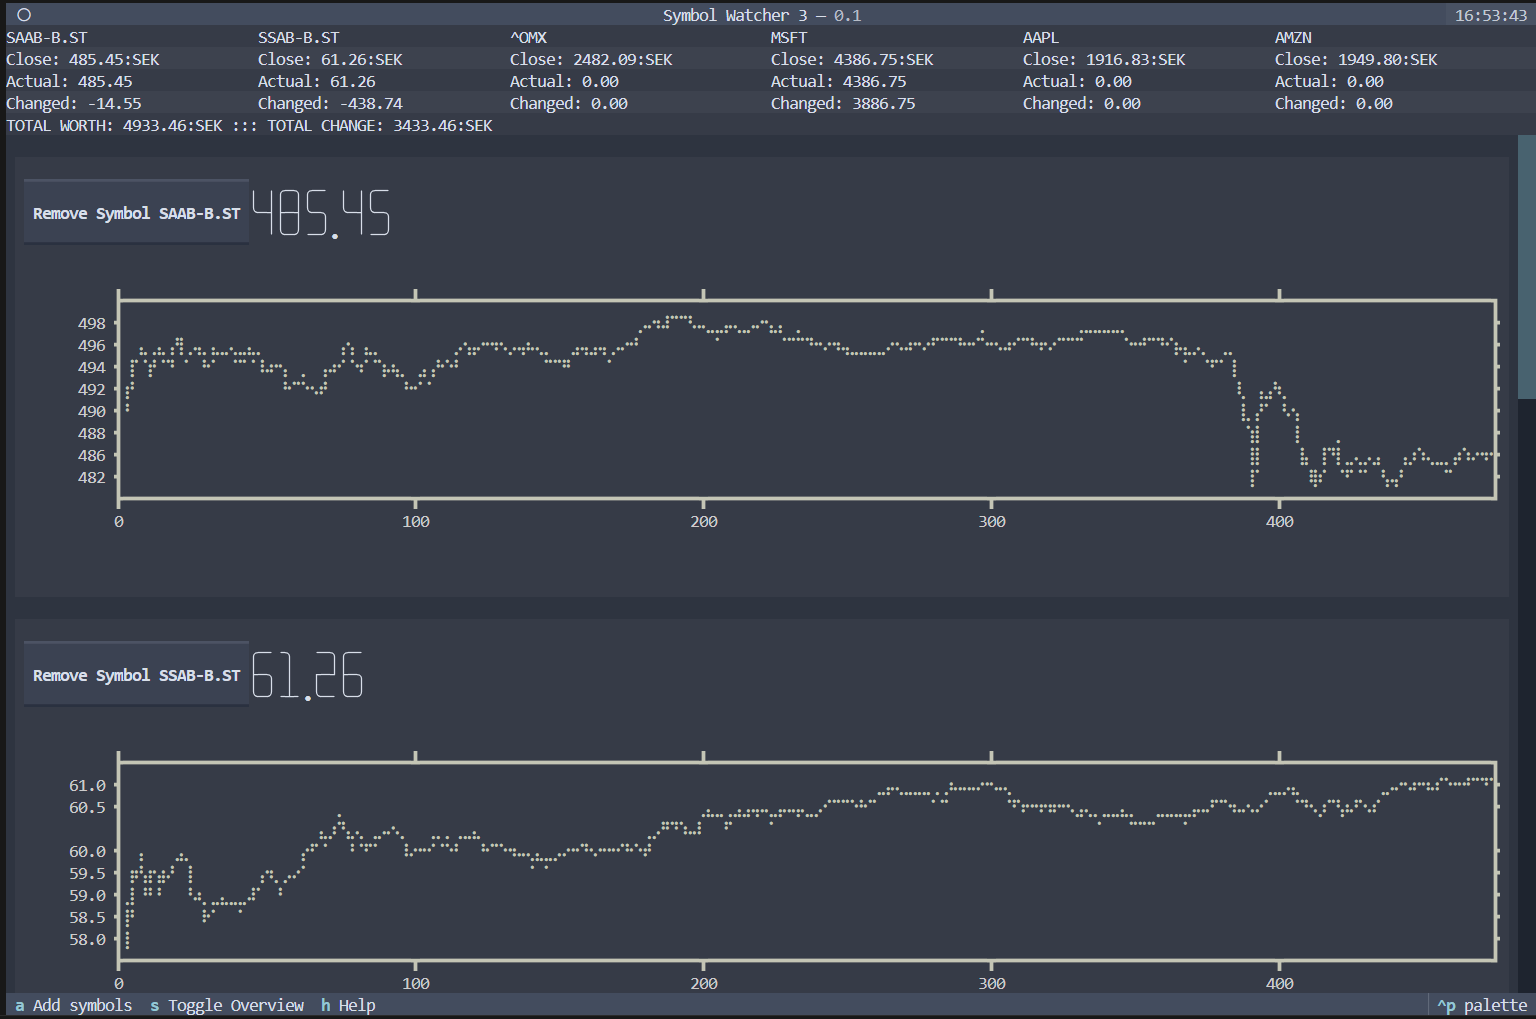 Symbol Watcher 3 — 0.1 16:53:43
SAAB-B.ST SSAB-B.ST ^OMX MSFT AAPL AMZN
Close: 485.45:SEK Close: 61.26:SEK Close: 2482.09:SEK Close: 4386.75:SEK Close: 1916.83:SEK Close: 1949.80:SEK
Actual: 485.45 Actual: 61.26 Actual: 0.00 Actual: 4386.75 Actual: 0.00 Actual: 0.00
Changed: -14.55 Changed: -438.74 Changed: 0.00 Changed: 3886.75 Changed: 0.00 Changed: 0.00
TOTAL WORTH: 4933.46:SEK ::: TOTAL CHANGE: 3433.46:SEK
Remove Symbol SAAB-B.ST 485.45
498
496
494
492
490
488
486
482
0 100 200 300 400
Remove Symbol SSAB-B.ST 61.26
61.0
60.5
60.0
59.5
59.0
58.5
58.0
0 100 200 300 400
a Add symbols s Toggle Overview h Help ^p palette